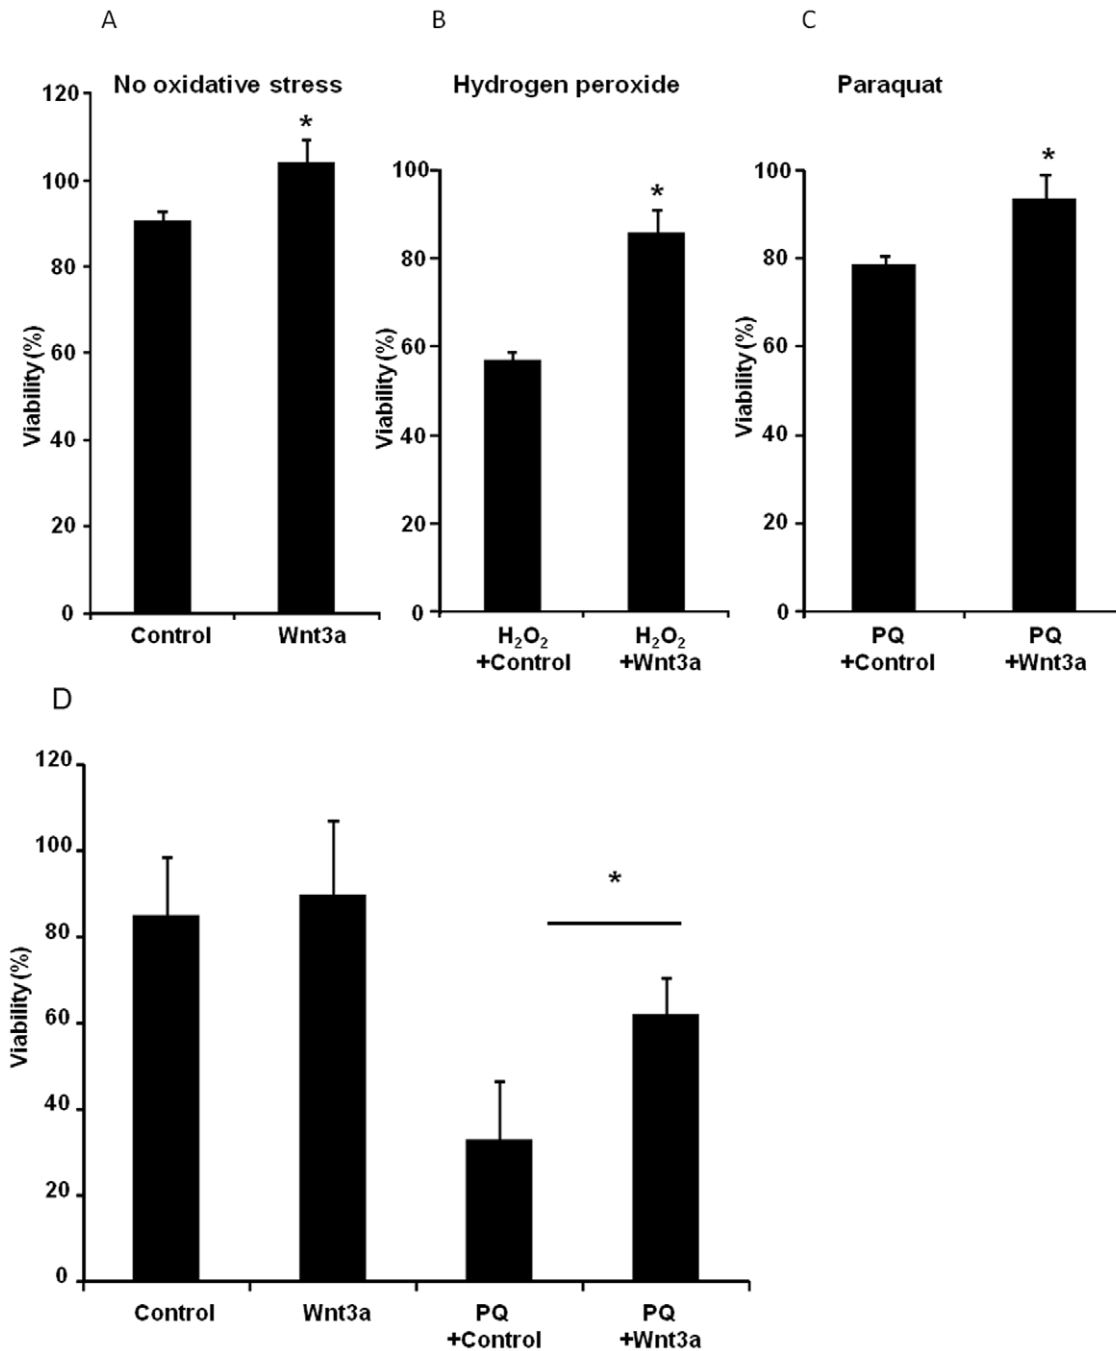 A
B
C
No oxidative stress
Hydrogen peroxide
Paraquat
120
100
80
60
40
20
0
Viability (%)
*
Control
Wnt3a
100
80
60
40
20
0
Viability (%)
*
H₂O₂
+Control
H₂O₂
+Wnt3a
100
80
60
40
20
0
Viability (%)
*
PQ
+Control
PQ
+Wnt3a
D
120
100
80
60
40
20
0
Viability (%)
*
Control
Wnt3a
PQ
+Control
PQ
+Wnt3a